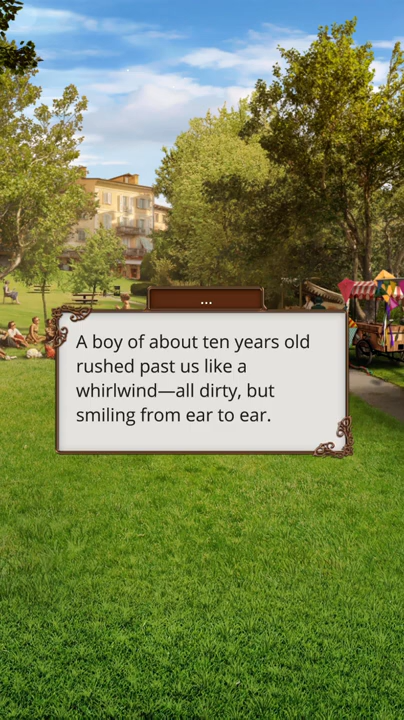 ...
A boy of about ten years old
rushed past us like a
whirlwind—all dirty, but
smiling from ear to ear.